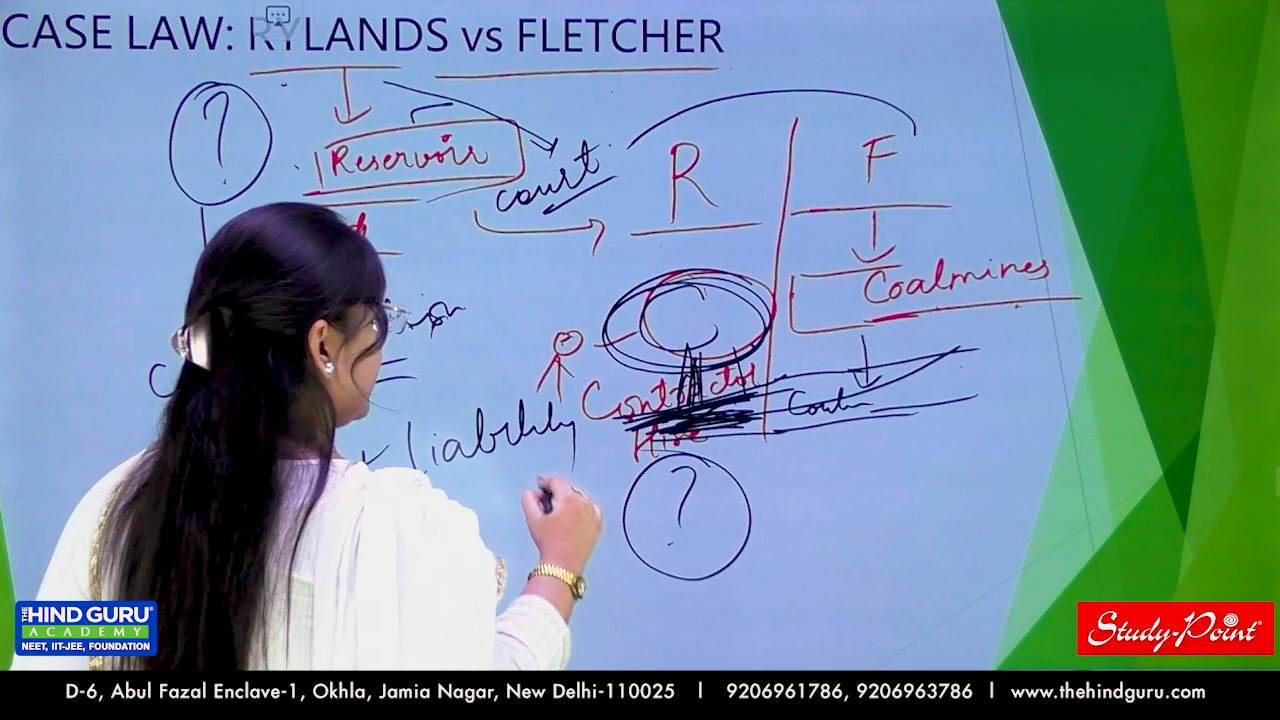 CASE LAW: RYLANDS vs FLETCHER
?
Reservoir
court.
R
F
Coalmines
Contractor
Hire
liability
?
THE HIND GURU
ACADEMY
NEET, IIT-JEE, FOUNDATION
Study-Point
D-6, Abul Fazal Enclave-1, Okhla, Jamia Nagar, New Delhi-110025 | 9206961786, 9206963786 | www.thehindguru.com